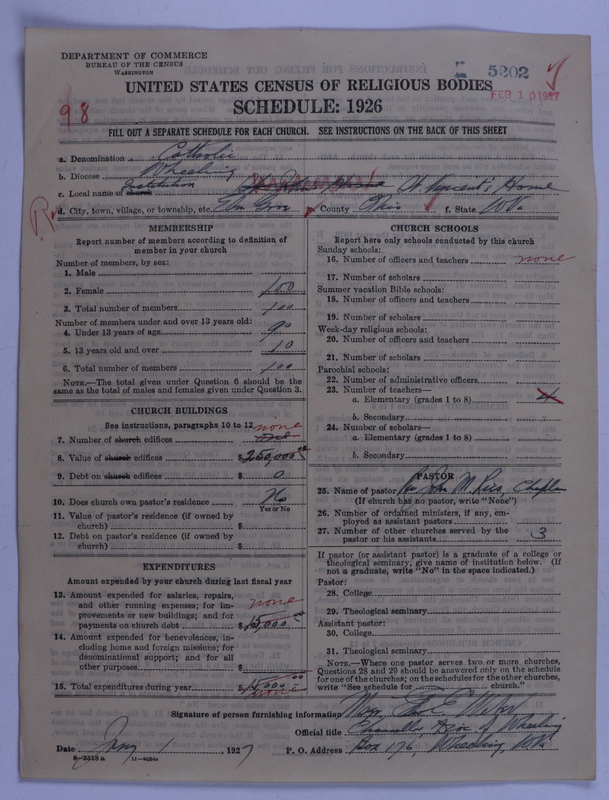 DEPARTMENT OF COMMERCE
BUREAU OF THE CENSUS
WASHINGTON
5202
FEB 10 1927
98
UNITED STATES CENSUS OF RELIGIOUS BODIES
SCHEDULE: 1926
FILL OUT A SEPARATE SCHEDULE FOR EACH CHURCH. SEE INSTRUCTIONS ON THE BACK OF THIS SHEET
a. Denomination Catholic
b. Diocese Wheeling
Institution
c. Local name of church St Vincent's Home
d. City, town, village, or township, etc. Elm Grove e. County Ohio f. State W Va
MEMBERSHIP
Report number of members according to definition of member in your church
Number of members, by sex:
1. Male
2. Female 100
3. Total number of members 100
Number of members under and over 13 years old:
4. Under 13 years of age 90
5. 13 years old and over 10
6. Total number of members 100
NOTE.—The total given under Question 6 should be the same as the total of males and females given under Question 3.
CHURCH BUILDINGS
See instructions, paragraphs 10 to 12
none
7. Number of church edifices one
8. Value of church edifices $250,000.00
9. Debt on church edifices $ 0
10. Does church own pastor's residence No
Yes or No
11. Value of pastor's residence (if owned by church) $
12. Debt on pastor's residence (if owned by church) $
EXPENDITURES
Amount expended by your church during last fiscal year
13. Amount expended for salaries, repairs, and other running expenses; for improvements or new buildings; and for payments on church debt none $15,000.00
14. Amount expended for benevolences, including home and foreign missions; for denominational support; and for all other purposes $
15. Total expenditures during year $15,000.00
none
CHURCH SCHOOLS
Report here only schools conducted by this church
Sunday schools:
16. Number of officers and teachers none
17. Number of scholars
Summer vacation Bible schools:
18. Number of officers and teachers
19. Number of scholars
Week-day religious schools:
20. Number of officers and teachers
21. Number of scholars
Parochial schools:
22. Number of administrative officers
23. Number of teachers—
a. Elementary (grades 1 to 8) 4
b. Secondary
24. Number of scholars—
a. Elementary (grades 1 to 8)
b. Secondary
PASTOR
25. Name of pastor Rev John M. Chaplain
(If church has no pastor, write "None")
26. Number of ordained ministers, if any, employed as assistant pastors
27. Number of other churches served by the pastor or his assistants 3
If pastor (or assistant pastor) is a graduate of a college or theological seminary, give name of institution below. (If not a graduate, write "No" in the space indicated.)
Pastor:
28. College
29. Theological seminary
Assistant pastor:
30. College
31. Theological seminary
NOTE.—Where one pastor serves two or more churches, Questions 28 and 29 should be answered only on the schedule for one of the churches; on the schedules for the other churches, write "See schedule for church."
Signature of person furnishing information E. Weber
Official title Chancellor, Dioc. of Wheeling
Date 1, 1927 P. O. Address Box 176, Wheeling, W Va
8-2518 a